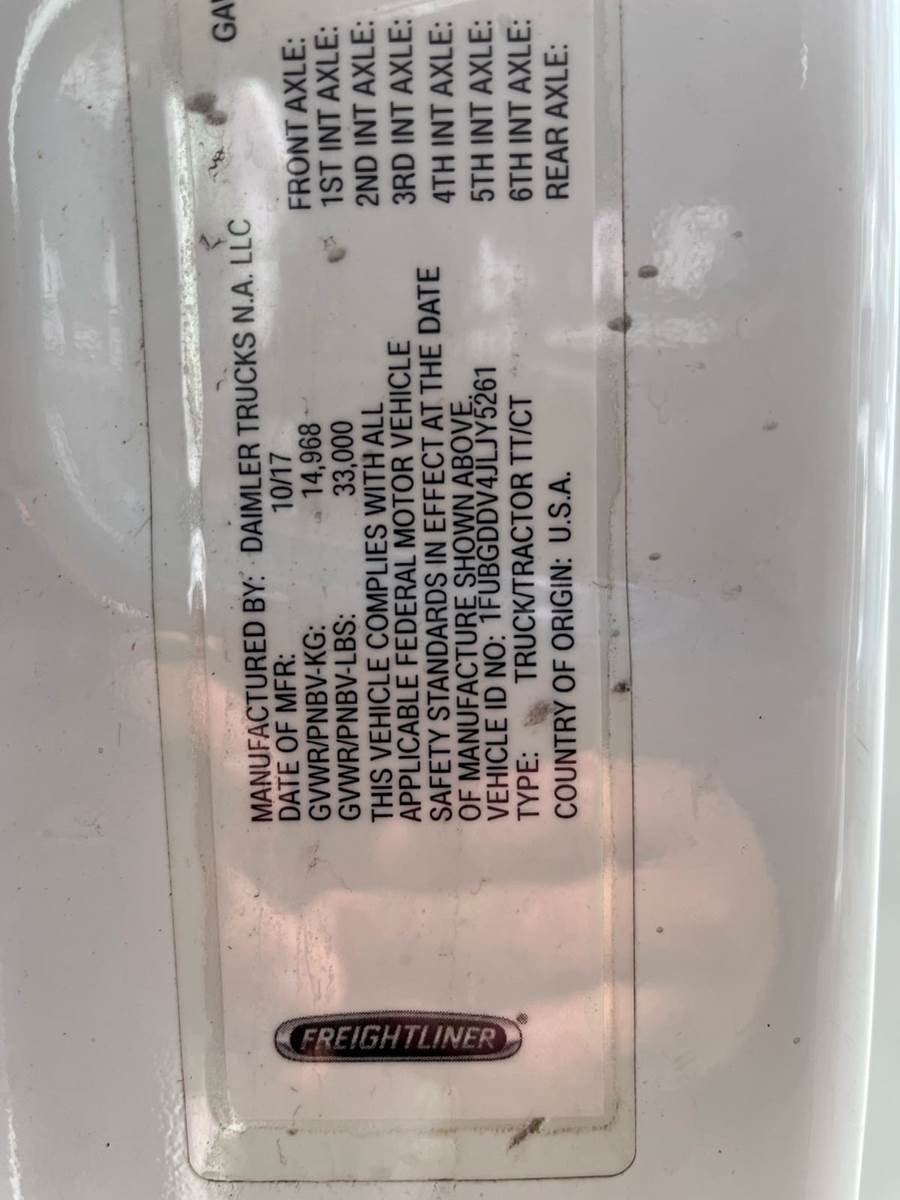 FREIGHTLINER
MANUFACTURED BY: DAIMLER TRUCKS N.A. LLC
DATE OF MFR: 10/17
GVWR/PNBV-KG: 14,968
GVWR/PNBV-LBS: 33,000
THIS VEHICLE COMPLIES WITH ALL
APPLICABLE FEDERAL MOTOR VEHICLE
SAFETY STANDARDS IN EFFECT AT THE DATE
OF MANUFACTURE SHOWN ABOVE.
VEHICLE ID NO: 1FUBGDDV4JLJY5261
TYPE: TRUCK/TRACTOR TT/CT
COUNTRY OF ORIGIN: U.S.A.
FRONT AXLE:
1ST INT AXLE:
2ND INT AXLE:
3RD INT AXLE:
4TH INT AXLE:
5TH INT AXLE:
6TH INT AXLE:
REAR AXLE: